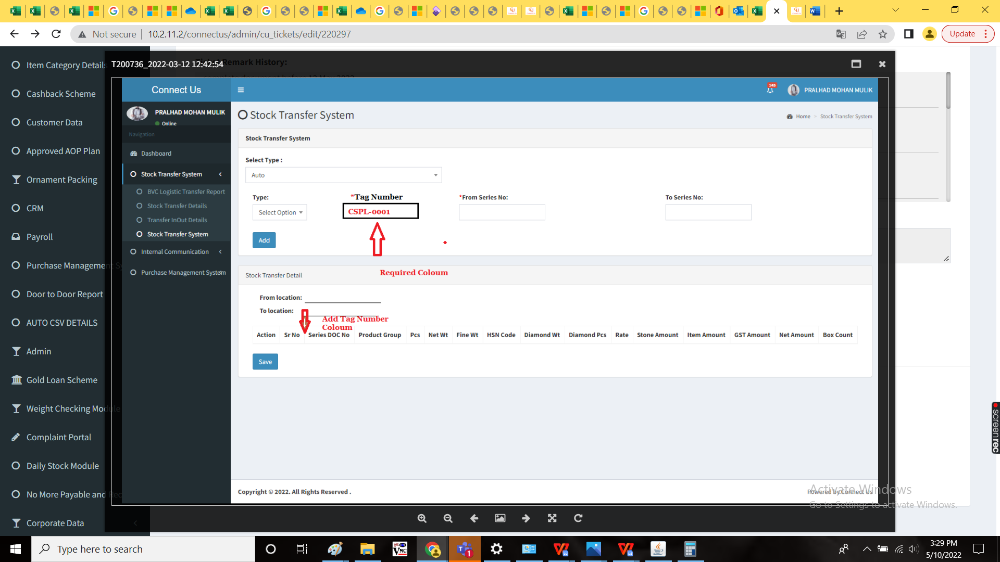 Not secure
10.2.11.2/connectus/admin/cu_tickets/edit/220297
Update
Item Category Details
Cashback Scheme
Customer Data
Approved AOP Plan
Ornament Packing
CRM
Payroll
Purchase Management Sy
Door to Door Report
AUTO CSV DETAILS
Admin
Gold Loan Scheme
Weight Checking Module
Complaint Portal
Daily Stock Module
No More Payable and Rec
Corporate Data
T200736_2022-03-12 12:42:54
Remark History:
Connect Us
145
PRALHAD MOHAN MULIK
PRALHAD MOHAN MULIK
Online
Navigation
Dashboard
Stock Transfer System
BVC Logistic Transfer Report
Stock Transfer Details
Transfer InOut Details
Stock Transfer System
Internal Communication
Purchase Management System
Stock Transfer System
Home > Stock Transfer System
Stock Transfer System
Select Type :
Auto
Type:
*Tag Number
*From Series No:
To Series No:
Select Option
CSPL-0001
Add
Required Coloum
Stock Transfer Detail
From location:
To location:
Add Tag Number
Coloum
Action Sr No Series DOC No Product Group Pcs Net Wt Fine Wt HSN Code Diamond Wt Diamond Pcs Rate Stone Amount Item Amount GST Amount Net Amount Box Count
Save
Copyright © 2022. All Rights Reserved .
Powered by Connect Us
Activate Windows
Go to Settings to activate Windows.
screenrec
Type here to search
VNC
1
3:29 PM
5/10/2022